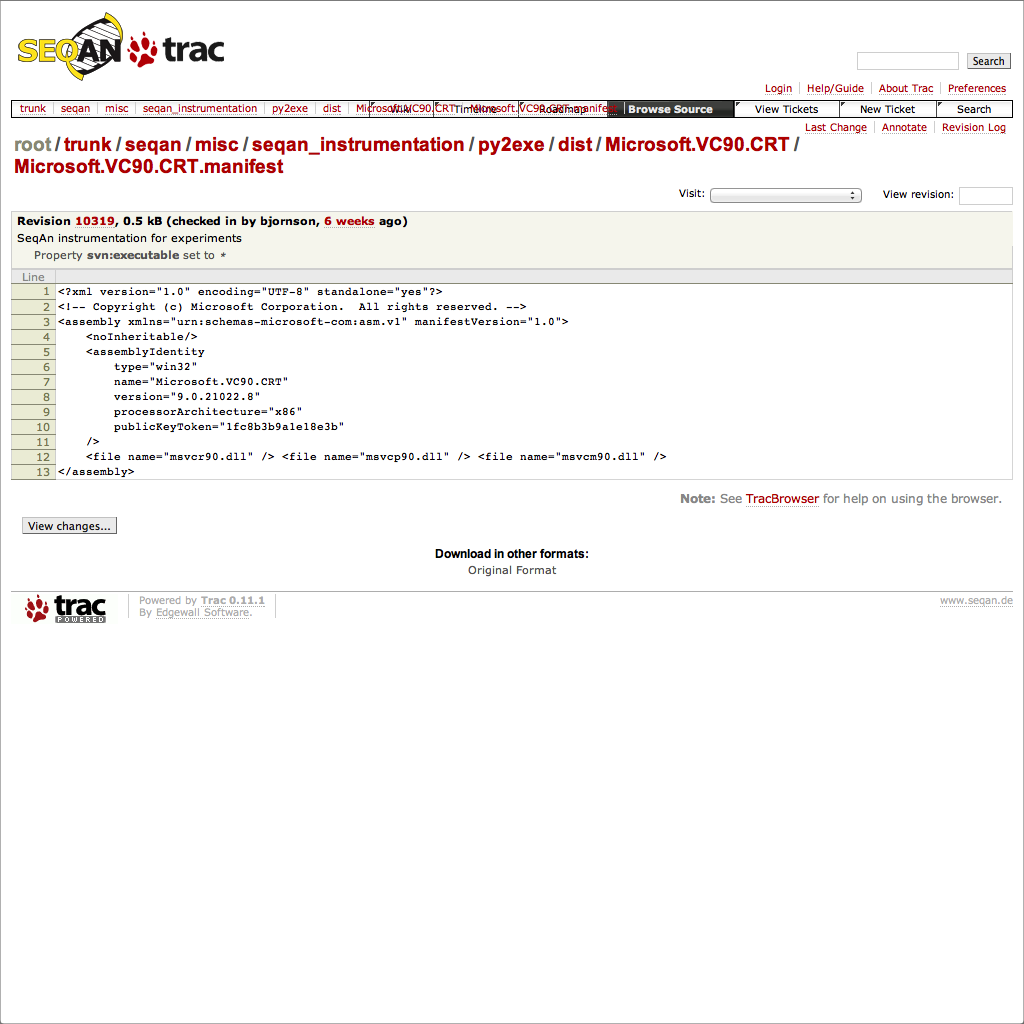 SEQAN trac
Search
Login Help/Guide About Trac Preferences
trunk seqan misc seqan_instrumentation py2exe dist Microsoft.VC90.CRT Microsoft.VC90.CRT.manifest Wiki Timeline Roadmap Browse Source View Tickets New Ticket Search
Last Change Annotate Revision Log
root / trunk / seqan / misc / seqan_instrumentation / py2exe / dist / Microsoft.VC90.CRT /
Microsoft.VC90.CRT.manifest
Visit: View revision:
Revision 10319, 0.5 kB (checked in by bjornson, 6 weeks ago)
SeqAn instrumentation for experiments
Property svn:executable set to *
Line
1 <?xml version="1.0" encoding="UTF-8" standalone="yes"?>
2 <!-- Copyright (c) Microsoft Corporation.  All rights reserved. -->
3 <assembly xmlns="urn:schemas-microsoft-com:asm.v1" manifestVersion="1.0">
4 <noInheritable/>
5 <assemblyIdentity
6 type="win32"
7 name="Microsoft.VC90.CRT"
8 version="9.0.21022.8"
9 processorArchitecture="x86"
10 publicKeyToken="1fc8b3b9a1e18e3b"
11 />
12 <file name="msvcr90.dll" /> <file name="msvcp90.dll" /> <file name="msvcm90.dll" />
13 </assembly>
Note: See TracBrowser for help on using the browser.
View changes...
Download in other formats:
Original Format
trac POWERED
Powered by Trac 0.11.1
By Edgewall Software.
www.seqan.de